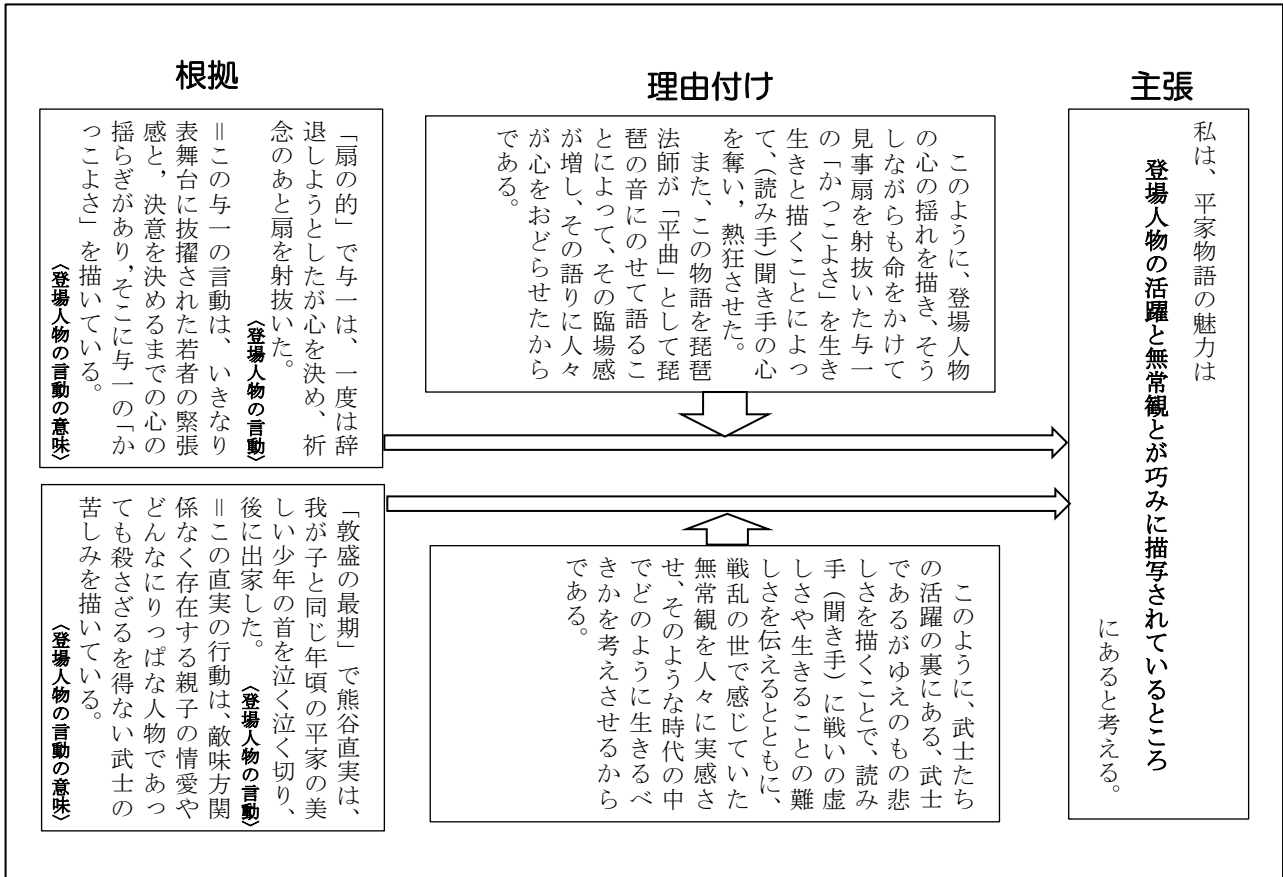 主張
私は、平家物語の魅力は
登場人物の活躍と無常観とが巧みに描写されているところ
にあると考える。
理由付け
このように、登場人物
の心の揺れを描き、そう
しながらも命をかけて
見事扇を射抜いた与一
の「かっこよさ」を生き
生きと描くことによっ
て、(読み手)聞き手の心
を奪い、熱狂させた。
また、この物語を琵琶
法師が「平曲」として琵
琶の音にのせて語るこ
とによって、その臨場感
が増し、その語りに人々
が心をおどらせたから
である。
このように、武士たち
の活躍の裏にある、武士
であるがゆえのもの悲
しさを描くことで、読み
手(聞き手)に戦いの虚
しさや生きることの難
しさを伝えるとともに、
戦乱の世で感じていた
無常観を人々に実感さ
せ、そのような時代の中
でどのように生きるべ
きかを考えさせるから
である。
根拠
「扇の的」で与一は、一度は辞
退しようとしたが心を決め、祈
念のあと扇を射抜いた。
〈登場人物の言動〉
＝この与一の言動は、いきなり
表舞台に抜擢された若者の緊張
感と、決意を決めるまでの心の
揺らぎがあり、そこに与一の「か
っこよさ」を描いている。
〈登場人物の言動の意味〉
「敦盛の最期」で熊谷直実は、
我が子と同じ年頃の平家の美
しい少年の首を泣く泣く切り、
後に出家した。
〈登場人物の言動〉
＝この直実の行動は、敵味方関
係なく存在する親子の情愛や
どんなにりっぱな人物であっ
ても殺さざるを得ない武士の
苦しみを描いている。
〈登場人物の言動の意味〉